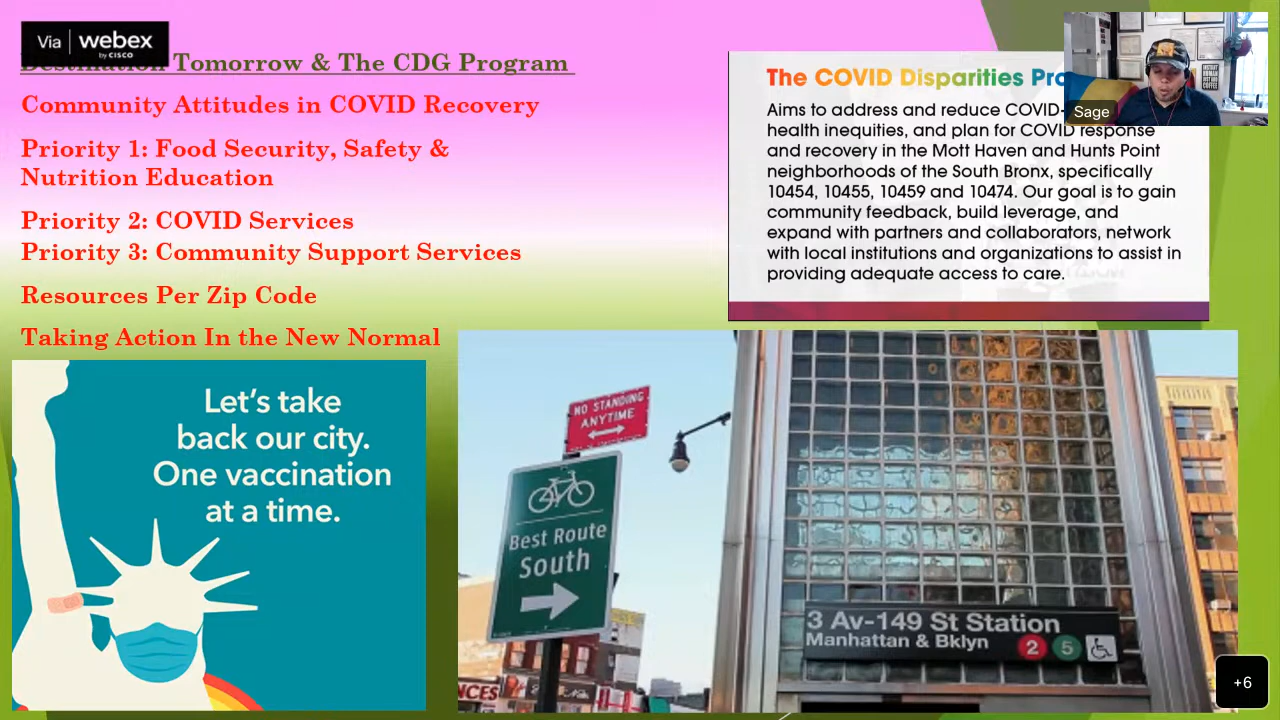 Via webex
by CISCO
Tomorrow & The CDG Program
Community Attitudes in COVID Recovery
Priority 1: Food Security, Safety &
Nutrition Education
Priority 2: COVID Services
Priority 3: Community Support Services
Resources Per Zip Code
Taking Action In the New Normal
The COVID Disparities
Aims to address and reduce COVID-
health inequities, and plan for COVID response
and recovery in the Mott Haven and Hunts Point
neighborhoods of the South Bronx, specifically
10454, 10455, 10459 and 10474. Our goal is to gain
community feedback, build leverage, and
expand with partners and collaborators, network
with local institutions and organizations to assist in
providing adequate access to care.
Sage
Let's take
back our city.
One vaccination
at a time.
NO STANDING
ANYTIME
Best Route
South
3 Av-149 St Station
Manhattan & Bklyn
2 5
+6